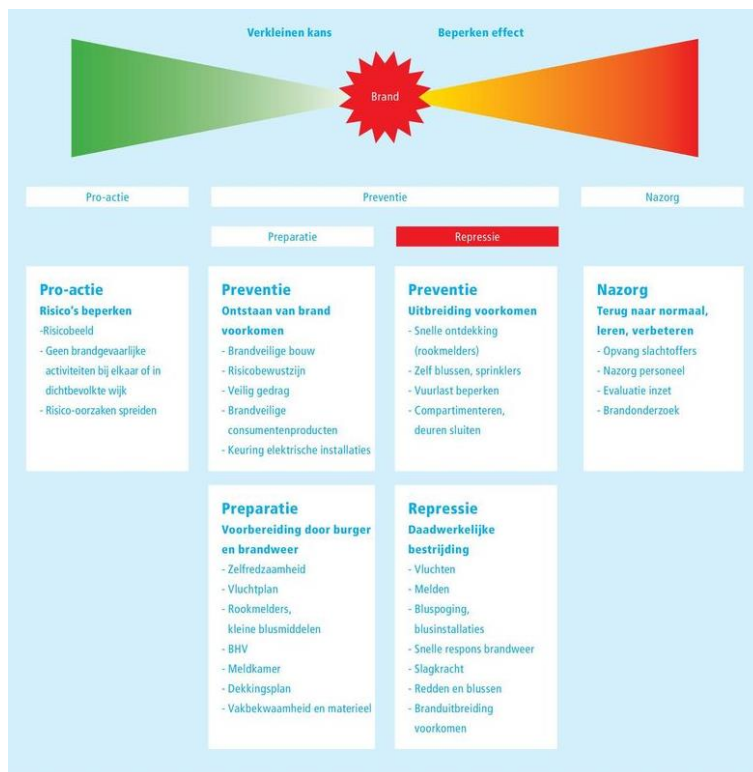 Verkleinen kans
Beperken effect
Brand
Pro-actie
Preventie
Nazorg
Preparatie
Repressie
Pro-actie
Risico's beperken
-Risicobeeld
- Geen brandgevaarlijke
activiteiten bij elkaar of in
dichtbevolkte wijk
- Risico-oorzaken spreiden
Preventie
Ontstaan van brand
voorkomen
- Brandveilige bouw
- Risicobewustzijn
- Veilig gedrag
- Brandveilige
consumentenproducten
- Keuring elektrische installaties
Preventie
Uitbreiding voorkomen
- Snelle ontdekking
(rookmelders)
- Zelf blussen, sprinklers
- Vuurlast beperken
- Compartimenteren,
deuren sluiten
Nazorg
Terug naar normaal,
leren, verbeteren
- Opvang slachtoffers
- Nazorg personeel
- Evaluatie inzet
- Brandonderzoek
Preparatie
Voorbereiding door burger
en brandweer
- Zelfredzaamheid
- Vluchtplan
- Rookmelders,
kleine blusmiddelen
- BHV
- Meldkamer
- Dekkingsplan
- Vakbekwaamheid en materieel
Repressie
Daadwerkelijke
bestrijding
- Vluchten
- Melden
- Bluspoging,
blusinstallaties
- Snelle respons brandweer
- Slagkracht
- Redden en blussen
- Branduitbreiding
voorkomen